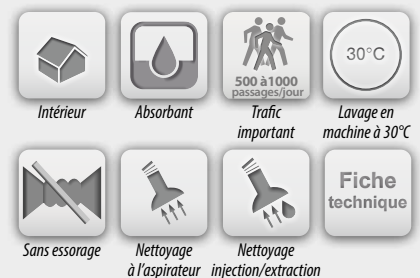 500 à1000
passages/jour
30°C
Intérieur
Absorbant
Trafic
important
Lavage en
machine à 30°C
Fiche
technique
Sans essorage
Nettoyage
à l'aspirateur
Nettoyage
injection/extraction